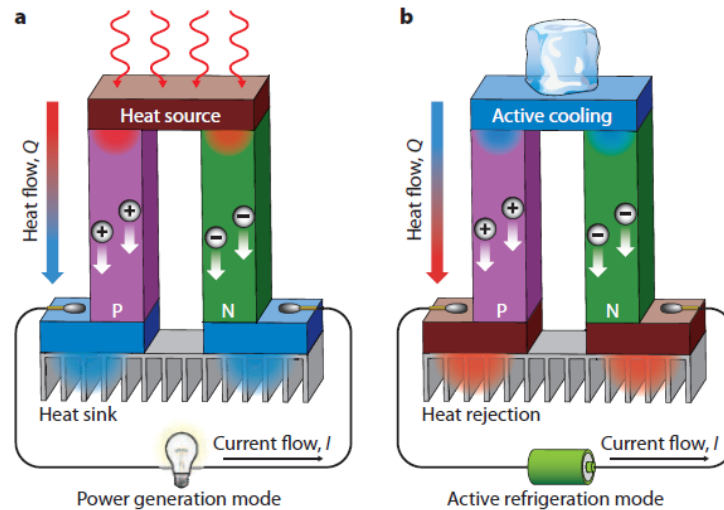 a
Heat source
Heat flow, Q
+
+
−
−
P
N
Heat sink
Current flow, I
Power generation mode
b
Active cooling
Heat flow, Q
+
+
−
−
P
N
Heat rejection
Current flow, I
Active refrigeration mode